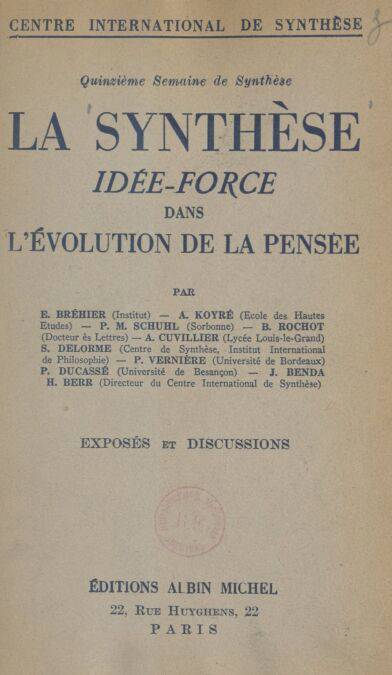 CENTRE INTERNATIONAL DE SYNTHÈSE
Quinzième Semaine de Synthèse
LA SYNTHÈSE
IDÉE-FORCE
DANS
L'ÉVOLUTION DE LA PENSÉE
PAR
E. BRÉHIER (Institut) — A. KOYRÉ (Ecole des Hautes
Etudes) — P. M. SCHUHL (Sorbonne) — B. ROCHOT
(Docteur ès Lettres) — A. CUVILLIER (Lycée Louis-le-Grand)
S. DELORME (Centre de Synthèse, Institut International
de Philosophie) — P. VERNIÈRE (Université de Bordeaux)
P. DUCASSÉ (Université de Besançon) — J. BENDA
H. BERR (Directeur du Centre International de Synthèse)
EXPOSÉS ET DISCUSSIONS
ÉDITIONS ALBIN MICHEL
22, RUE HUYGHENS, 22
PARIS